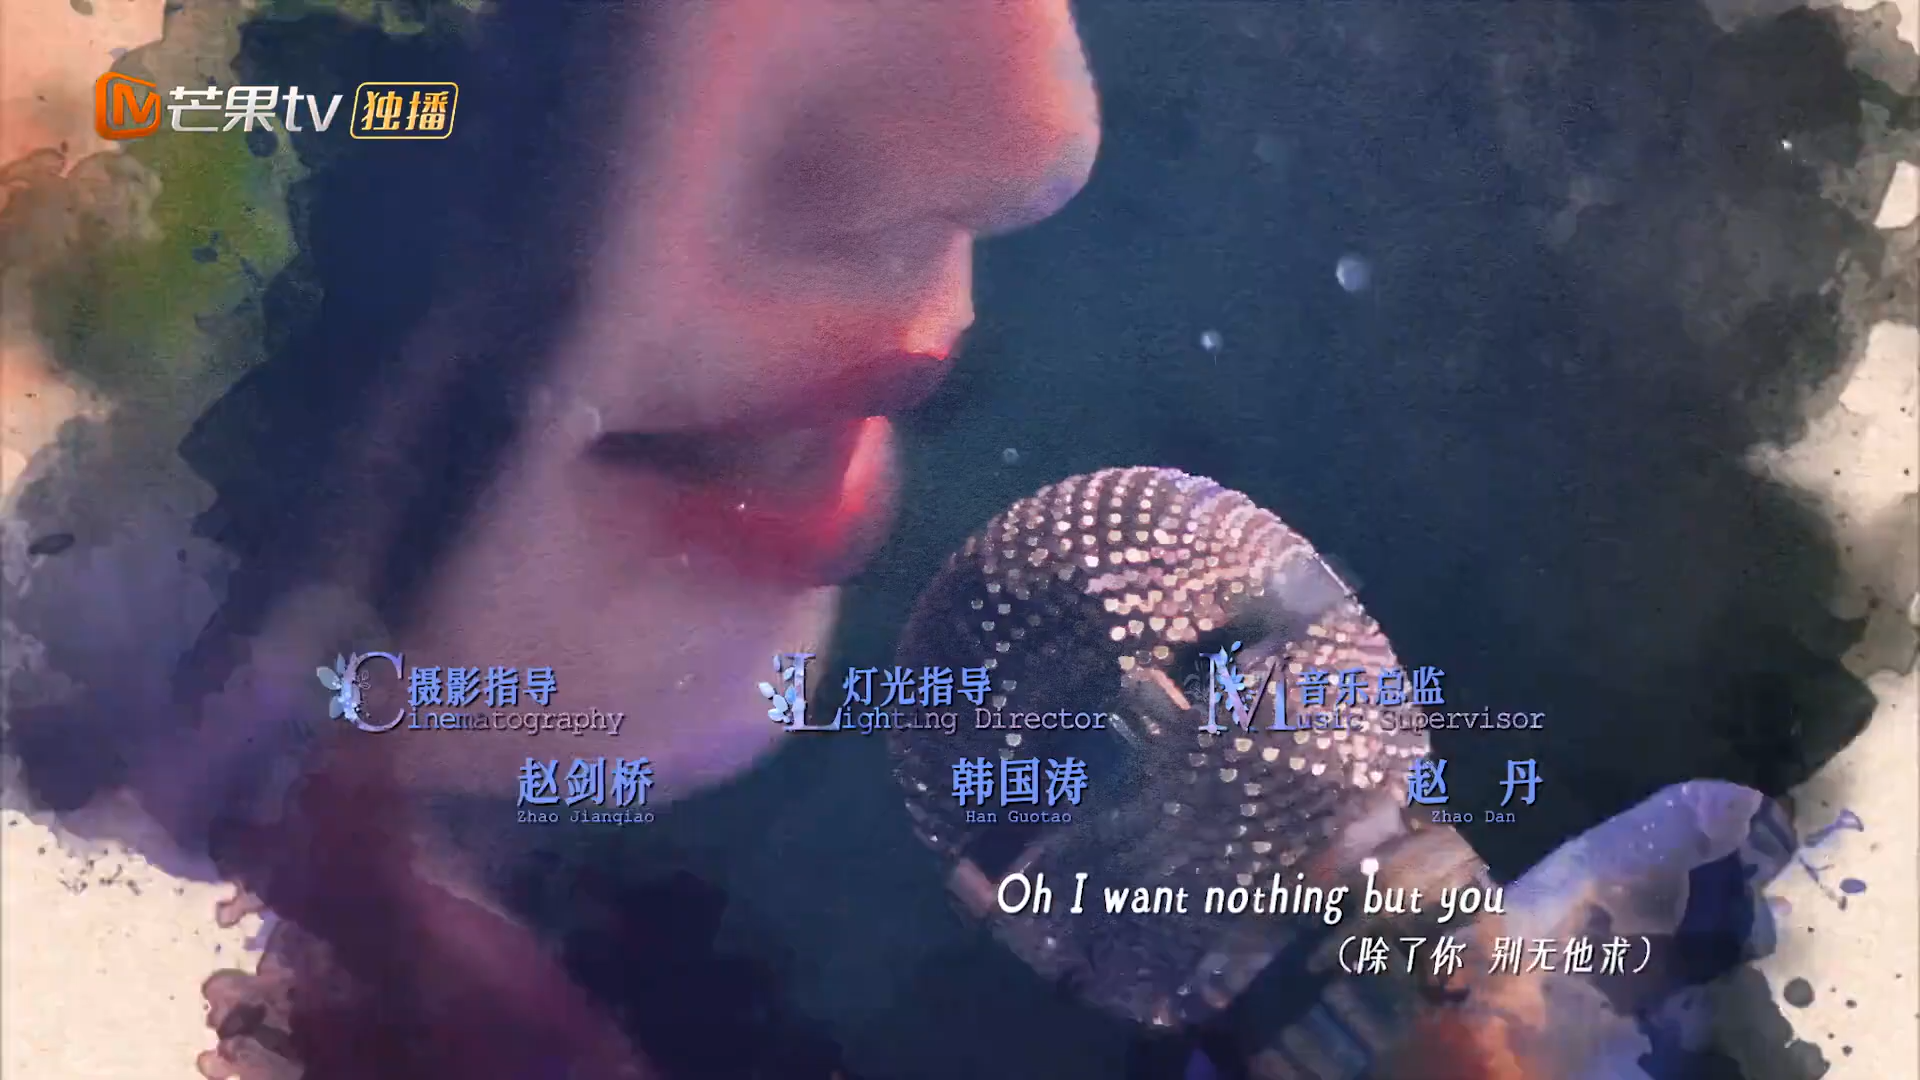 芒果tv 独播
摄影指导 灯光指导 音乐总监
Cinematography Lighting Director Music Supervisor
赵剑桥 韩国涛 赵 丹
Zhao Jianqiao Han Guotao Zhao Dan
Oh I want nothing but you
（除了你 别无他求）